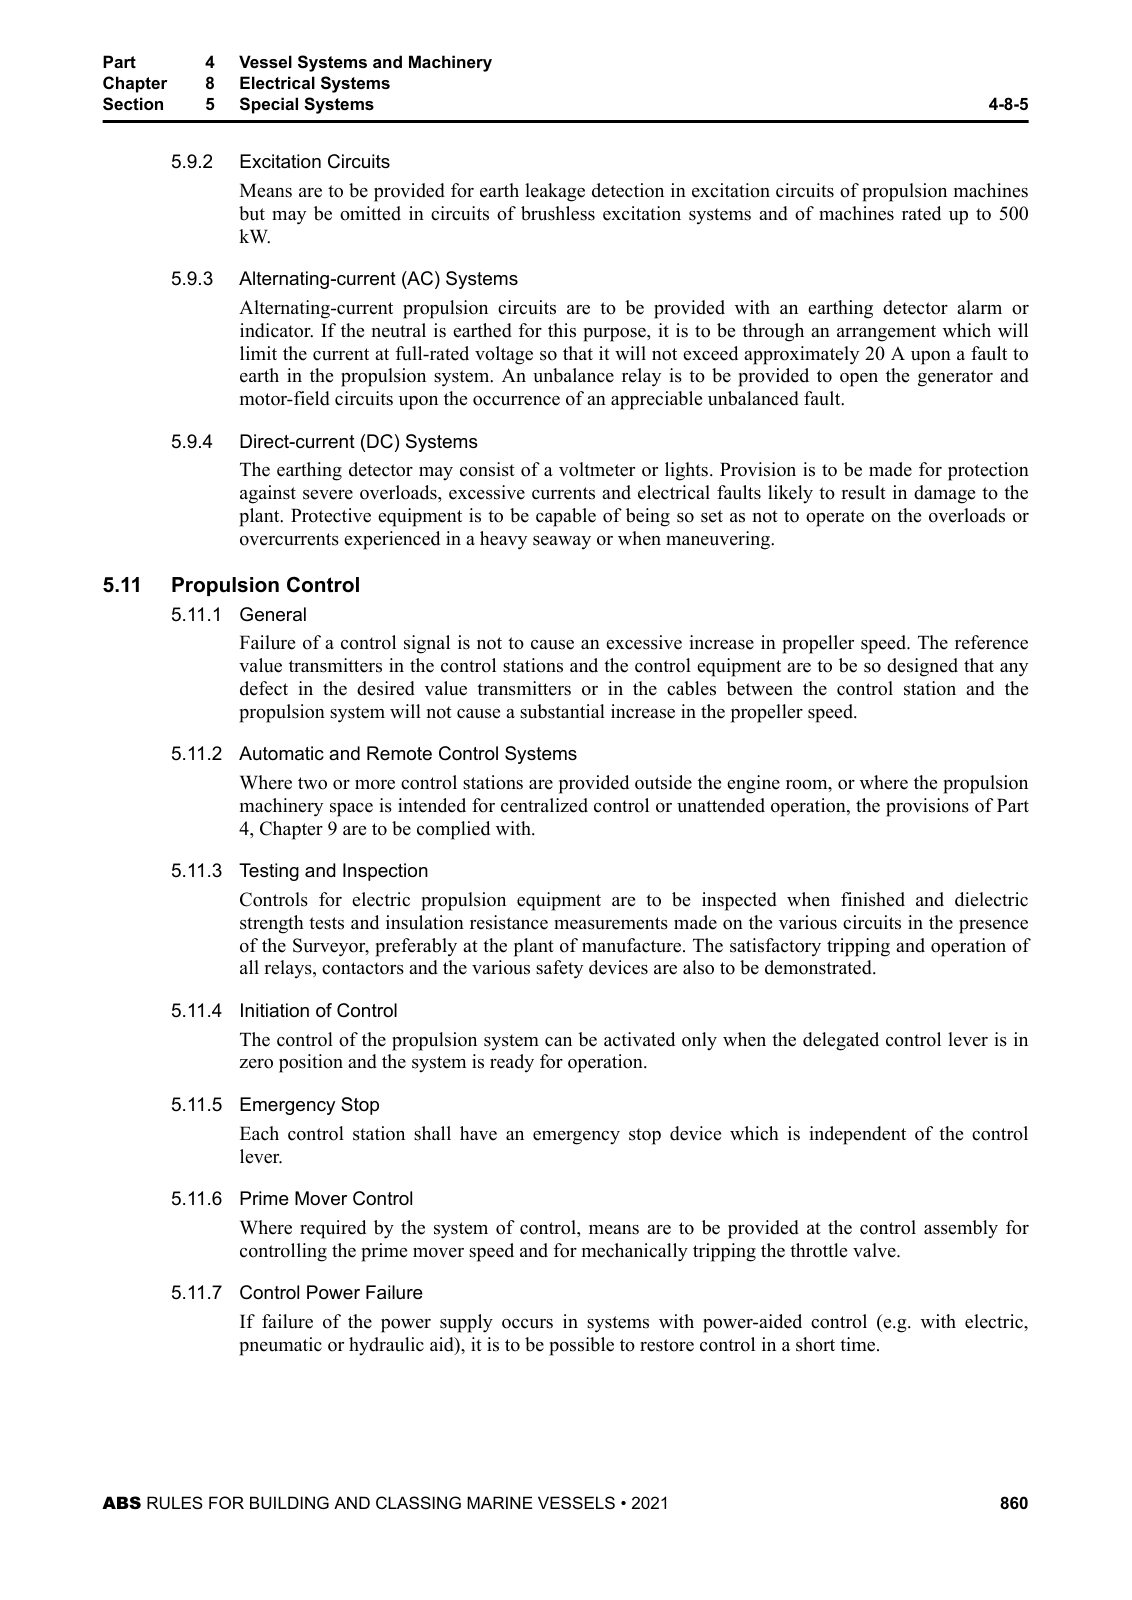 Part 4 Vessel Systems and Machinery
Chapter 8 Electrical Systems
Section 5 Special Systems 4-8-5
5.9.2 Excitation Circuits
Means are to be provided for earth leakage detection in excitation circuits of propulsion machines
but may be omitted in circuits of brushless excitation systems and of machines rated up to 500
kW.
5.9.3 Alternating-current (AC) Systems
Alternating-current propulsion circuits are to be provided with an earthing detector alarm or
indicator. If the neutral is earthed for this purpose, it is to be through an arrangement which will
limit the current at full-rated voltage so that it will not exceed approximately 20 A upon a fault to
earth in the propulsion system. An unbalance relay is to be provided to open the generator and
motor-field circuits upon the occurrence of an appreciable unbalanced fault.
5.9.4 Direct-current (DC) Systems
The earthing detector may consist of a voltmeter or lights. Provision is to be made for protection
against severe overloads, excessive currents and electrical faults likely to result in damage to the
plant. Protective equipment is to be capable of being so set as not to operate on the overloads or
overcurrents experienced in a heavy seaway or when maneuvering.
5.11 Propulsion Control
5.11.1 General
Failure of a control signal is not to cause an excessive increase in propeller speed. The reference
value transmitters in the control stations and the control equipment are to be so designed that any
defect in the desired value transmitters or in the cables between the control station and the
propulsion system will not cause a substantial increase in the propeller speed.
5.11.2 Automatic and Remote Control Systems
Where two or more control stations are provided outside the engine room, or where the propulsion
machinery space is intended for centralized control or unattended operation, the provisions of Part
4, Chapter 9 are to be complied with.
5.11.3 Testing and Inspection
Controls for electric propulsion equipment are to be inspected when finished and dielectric
strength tests and insulation resistance measurements made on the various circuits in the presence
of the Surveyor, preferably at the plant of manufacture. The satisfactory tripping and operation of
all relays, contactors and the various safety devices are also to be demonstrated.
5.11.4 Initiation of Control
The control of the propulsion system can be activated only when the delegated control lever is in
zero position and the system is ready for operation.
5.11.5 Emergency Stop
Each control station shall have an emergency stop device which is independent of the control
lever.
5.11.6 Prime Mover Control
Where required by the system of control, means are to be provided at the control assembly for
controlling the prime mover speed and for mechanically tripping the throttle valve.
5.11.7 Control Power Failure
If failure of the power supply occurs in systems with power-aided control (e.g. with electric,
pneumatic or hydraulic aid), it is to be possible to restore control in a short time.
ABS RULES FOR BUILDING AND CLASSING MARINE VESSELS • 2021 860